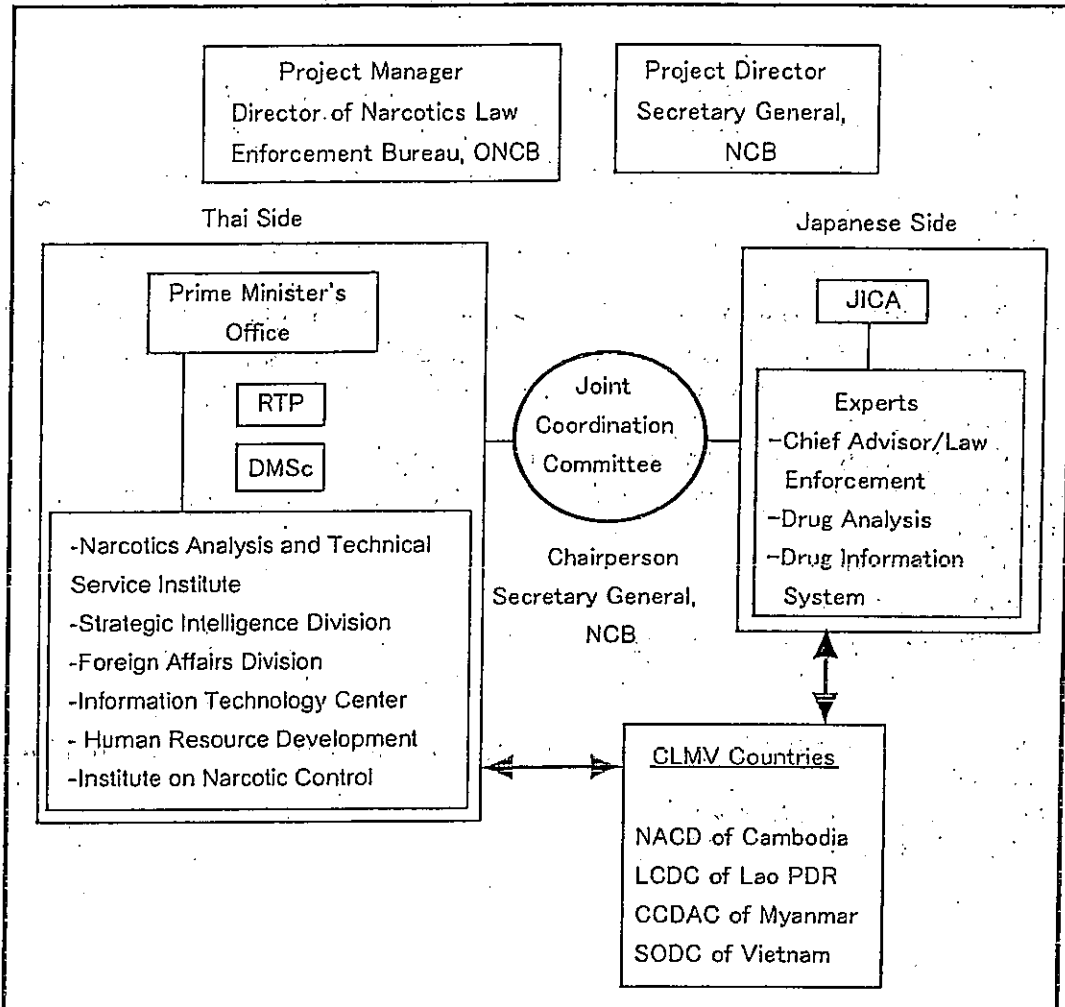 Project Manager
Director of Narcotics Law
Enforcement Bureau, ONCB
Project Director
Secretary General,
NCB
Thai Side
Prime Minister's
Office
RTP
DMSc
-Narcotics Analysis and Technical
Service Institute
-Strategic Intelligence Division
-Foreign Affairs Division
-Information Technology Center
- Human Resource Development
-Institute on Narcotic Control
Joint
Coordination
Committee
Chairperson
Secretary General,
NCB
Japanese Side
JICA
Experts
-Chief Advisor/Law
Enforcement
-Drug Analysis
-Drug Information
System
CLMV Countries
NACD of Cambodia
LCDC of Lao PDR
CCDAC of Myanmar
SODC of Vietnam